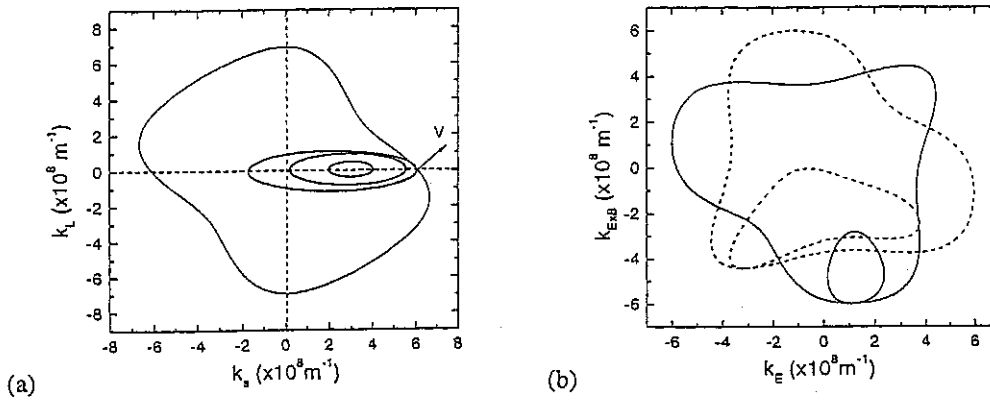 8
6
4
2
0
-2
-4
-6
-8
k_L (x10^8 m^-1)
V
-8 -6 -4 -2 0 2 4 6 8
k_s (x10^8 m^-1)
(a)
6
4
2
0
-2
-4
-6
k_ExB (x10^8 m^-1)
-6 -4 -2 0 2 4 6
k_E (x10^8 m^-1)
(b)